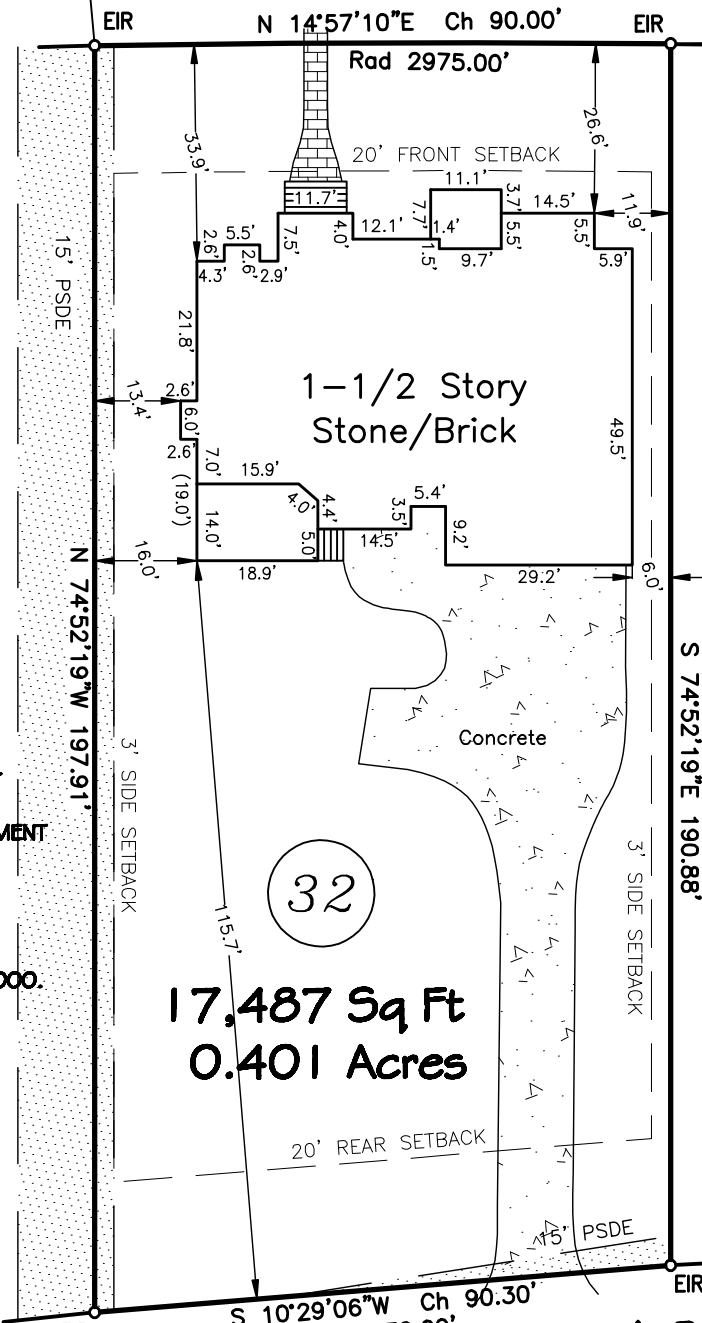 EIR
N 14°57'10"E Ch 90.00'
EIR
Rad 2975.00'
33.9'
26.6'
20' FRONT SETBACK
11.1'
11.7'
7.7'
3.7'
14.5'
11.9'
5.5'
2.6'
2.6'
7.5'
4.0'
12.1'
1.4'
1.5'
5.5'
5.5'
4.3'
2.9'
9.7'
5.9'
15' PSDE
21.8'
1-1/2 Story
Stone/Brick
13.4'
2.6'
6.0'
2.6'
49.5'
7.0'
15.9'
(19.0')
4.0'
4.4'
5.4'
3.5'
14.0'
5.0'
14.5'
9.2'
16.0'
18.9'
29.2'
6.0'
N 74°52'19"W 197.91'
S 74°52'19"E 190.88'
Concrete
3' SIDE SETBACK
MENT
3' SIDE SETBACK
32
115.7'
000.
17,487 Sq Ft
0.401 Acres
20' REAR SETBACK
15' PSDE
EIR
S 10°29'06"W Ch 90.30'